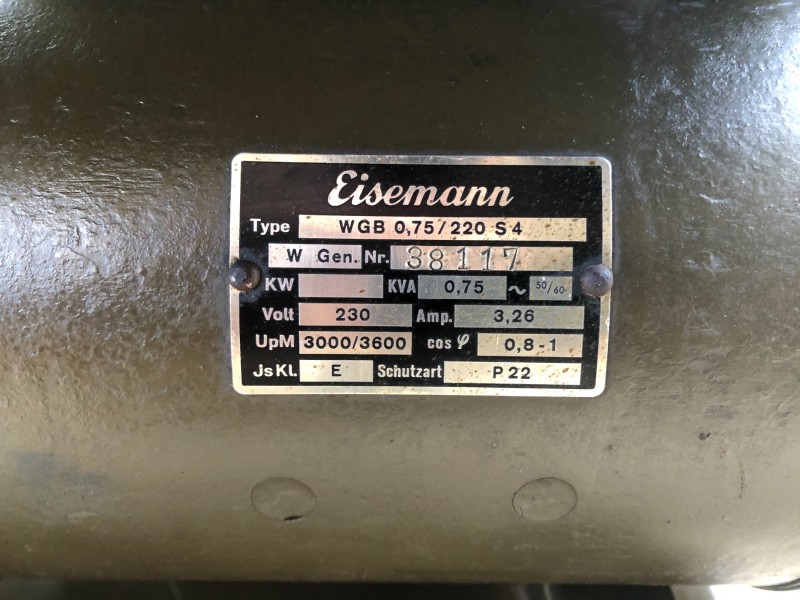 Eisemann
Type WGB 0,75/220 S4
W Gen. Nr. 38117
KW KVA 0,75 ~ 50/60
Volt 230 Amp. 3,26
UpM 3000/3600 cos φ 0,8-1
Js Kl. E Schutzart P 22